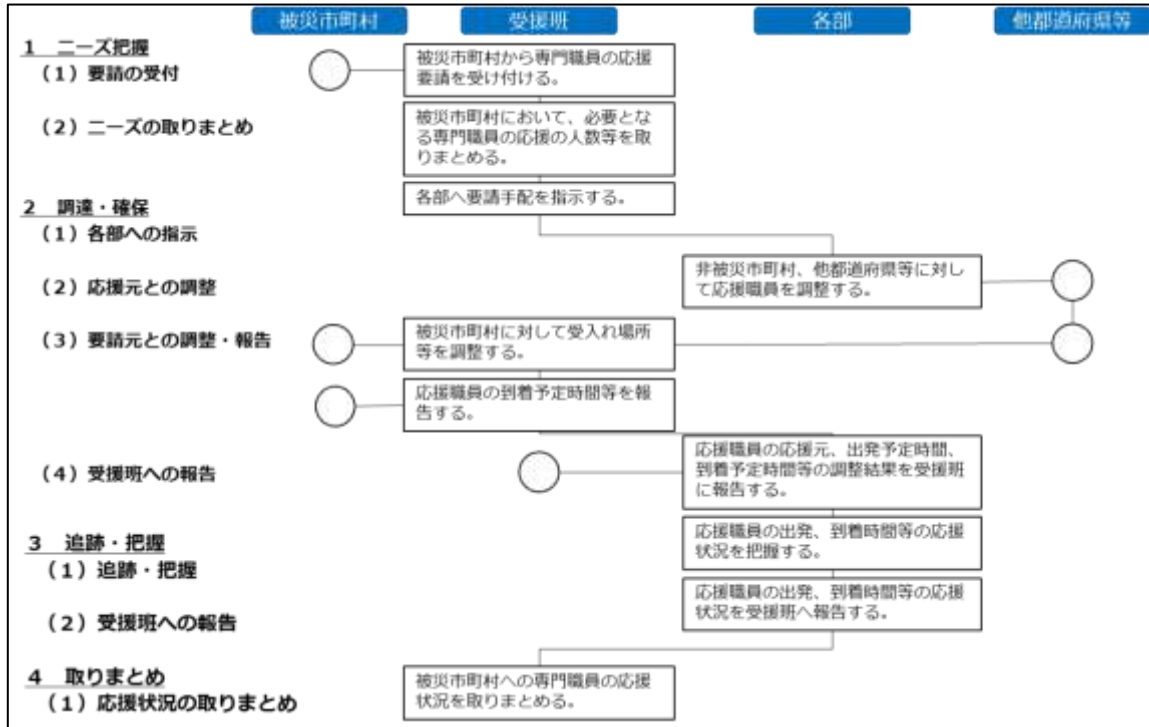 被災市町村 受援班 各部 他都道府県等
1 ニーズ把握
(1)要請の受付
被災市町村から専門職員の応援
要請を受け付ける。
(2)ニーズの取りまとめ
被災市町村において、必要とな
る専門職員の応援の人数等を取
りまとめる。
各部へ要請手配を指示する。
2 調達・確保
(1)各部への指示
非被災市町村、他都道府県等に対し
て応援職員を調整する。
(2)応援元との調整
(3)要請元との調整・報告
被災市町村に対して受入れ場所
等を調整する。
応援職員の到着予定時間等を報
告する。
(4)受援班への報告
応援職員の応援元、出発予定時間、
到着予定時間等の調整結果を受援班
に報告する。
3 追跡・把握
(1)追跡・把握
応援職員の出発、到着時間等の応援
状況を把握する。
(2)受援班への報告
応援職員の出発、到着時間等の応援
状況を受援班へ報告する。
4 取りまとめ
(1)応援状況の取りまとめ
被災市町村への専門職員の応援
状況を取りまとめる。